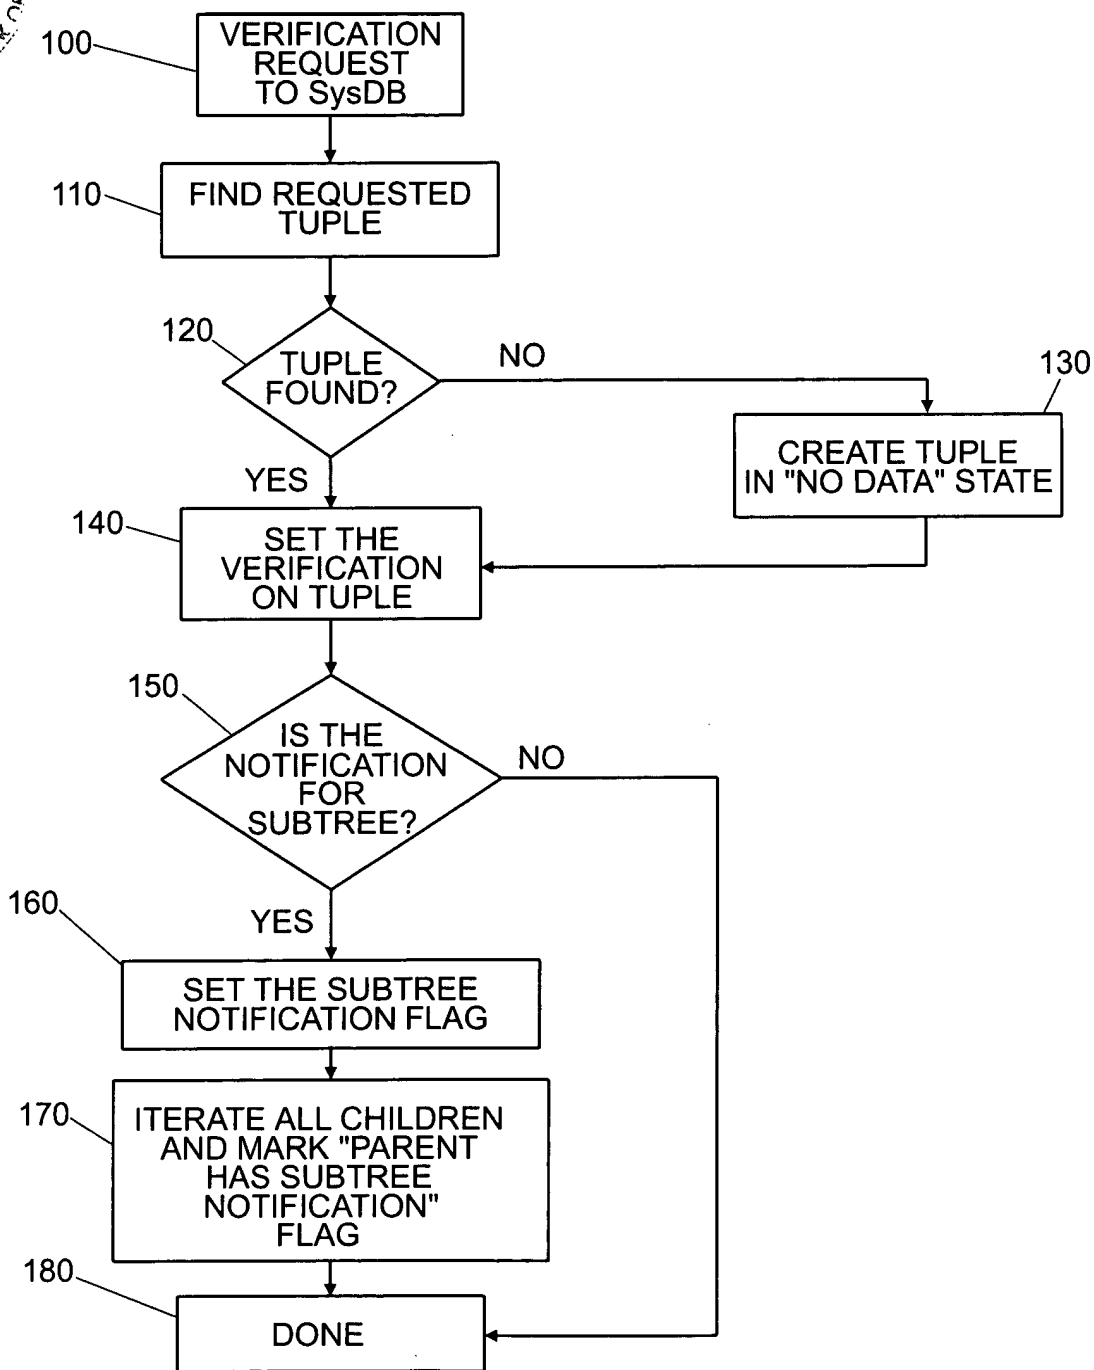 100
VERIFICATION
REQUEST
TO SysDB
110
FIND REQUESTED
TUPLE
120
TUPLE
FOUND?
NO
130
CREATE TUPLE
IN "NO DATA" STATE
YES
140
SET THE
VERIFICATION
ON TUPLE
150
IS THE
NOTIFICATION
FOR
SUBTREE?
NO
YES
160
SET THE SUBTREE
NOTIFICATION FLAG
170
ITERATE ALL CHILDREN
AND MARK "PARENT
HAS SUBTREE
NOTIFICATION"
FLAG
180
DONE